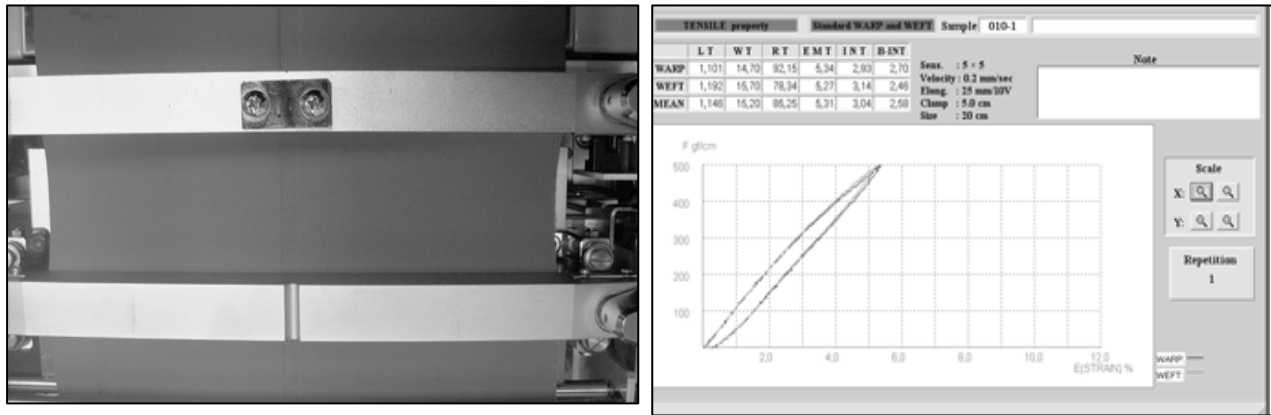 TENSILE property Standard WARP and WEFT Sample 010-1
LT WT RT EMT INT B-INT
WARP 1,101 14,70 92,15 5,34 2,93 2,70
WEFT 1,192 15,70 78,34 5,27 3,14 2,46
MEAN 1,146 15,20 85,25 5,31 3,04 2,58
Sens. : 5 × 5
Velocity : 0.2 mm/sec
Elong. : 25 mm/10V
Clamp : 5.0 cm
Size : 20 cm
Note
F gf/cm
500
400
300
200
100
2,0 4,0 6,0 8,0 10,0 12,0
E(STRAIN) %
Scale
X:
Y:
Repetition
1
WARP
WEFT